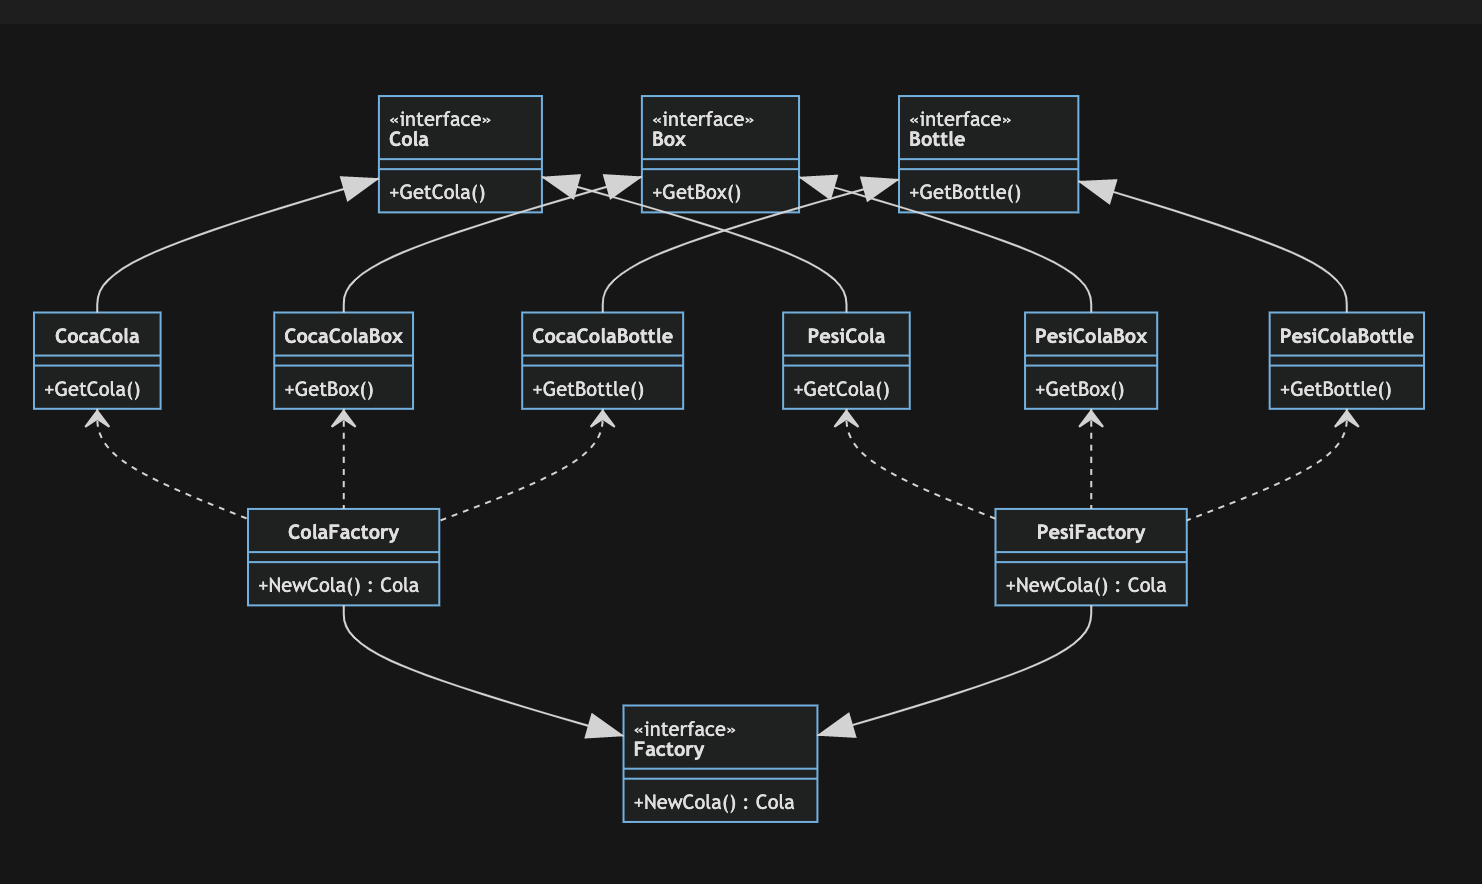 «interface»
Cola
+GetCola()
«interface»
Box
+GetBox()
«interface»
Bottle
+GetBottle()
CocaCola
+GetCola()
CocaColaBox
+GetBox()
CocaColaBottle
+GetBottle()
PesiCola
+GetCola()
PesiColaBox
+GetBox()
PesiColaBottle
+GetBottle()
ColaFactory
+NewCola() : Cola
PesiFactory
+NewCola() : Cola
«interface»
Factory
+NewCola() : Cola